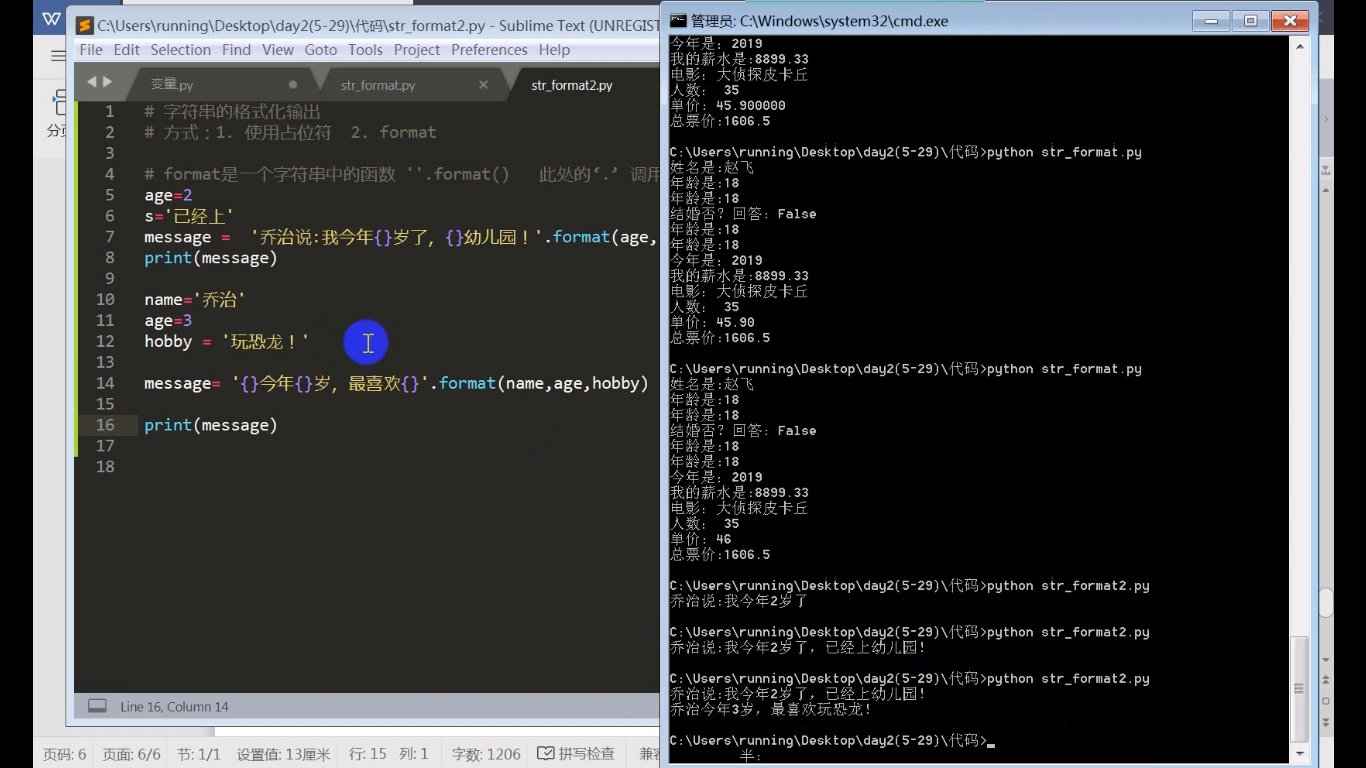 C:\Users\running\Desktop\day2(5-29)\代码\str_format2.py - Sublime Text (UNREGIST
File Edit Selection Find View Goto Tools Project Preferences Help
变量.py str_format.py × str_format2.py
1 # 字符串的格式化输出
2 # 方式：1. 使用占位符 2. format
3
4 # format是一个字符串中的函数 ''.format() 此处的‘.’ 调用
5 age=2
6 s='已经上'
7 message = '乔治说:我今年{}岁了, {}幼儿园！'.format(age,
8 print(message)
9
10 name='乔治'
11 age=3
12 hobby = '玩恐龙！'
13
14 message= '{}今年{}岁, 最喜欢{}'.format(name,age,hobby)
15
16 print(message)
17
18
Line 16, Column 14
页码: 6 页面: 6/6 节: 1/1 设置值: 13厘米 行: 15 列: 1 字数: 1206 拼写检查 兼容
管理员: C:\Windows\system32\cmd.exe
今年是: 2019
我的薪水是:8899.33
电影: 大侦探皮卡丘
人数: 35
单价: 45.900000
总票价:1606.5
C:\Users\running\Desktop\day2(5-29)\代码>python str_format.py
姓名是:赵飞
年龄是:18
年龄是:18
结婚否? 回答: False
年龄是:18
年龄是:18
今年是: 2019
我的薪水是:8899.33
电影: 大侦探皮卡丘
人数: 35
单价: 45.90
总票价:1606.5
C:\Users\running\Desktop\day2(5-29)\代码>python str_format.py
姓名是:赵飞
年龄是:18
年龄是:18
结婚否? 回答: False
年龄是:18
年龄是:18
今年是: 2019
我的薪水是:8899.33
电影: 大侦探皮卡丘
人数: 35
单价: 46
总票价:1606.5
C:\Users\running\Desktop\day2(5-29)\代码>python str_format2.py
乔治说:我今年2岁了
C:\Users\running\Desktop\day2(5-29)\代码>python str_format2.py
乔治说:我今年2岁了, 已经上幼儿园!
C:\Users\running\Desktop\day2(5-29)\代码>python str_format2.py
乔治说:我今年2岁了, 已经上幼儿园!
乔治今年3岁, 最喜欢玩恐龙!
C:\Users\running\Desktop\day2(5-29)\代码>_
半: